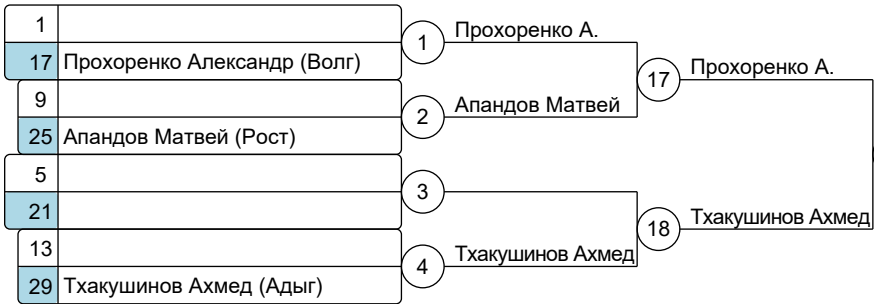 1
17 Прохоренко Александр (Волг)
9
25 Апандов Матвей (Рост)
5
21
13
29 Тхакушинов Ахмед (Адыг)
1 Прохоренко А.
2 Апандов Матвей
3
4 Тхакушинов Ахмед
17 Прохоренко А.
18 Тхакушинов Ахмед